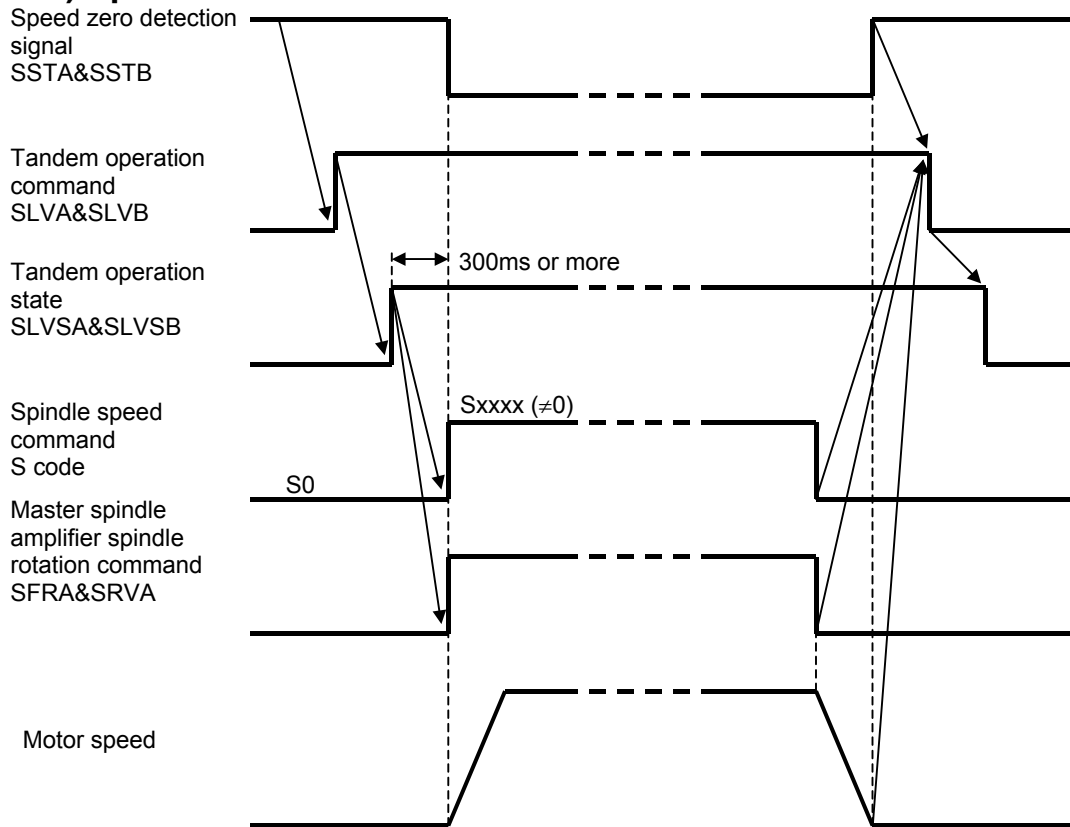 Speed zero detection
signal
SSTA&SSTB
Tandem operation
command
SLVA&SLVB
300ms or more
Tandem operation
state
SLVSA&SLVSB
Sxxxx (≠0)
Spindle speed
command
S code
S0
Master spindle
amplifier spindle
rotation command
SFRA&SRVA
Motor speed